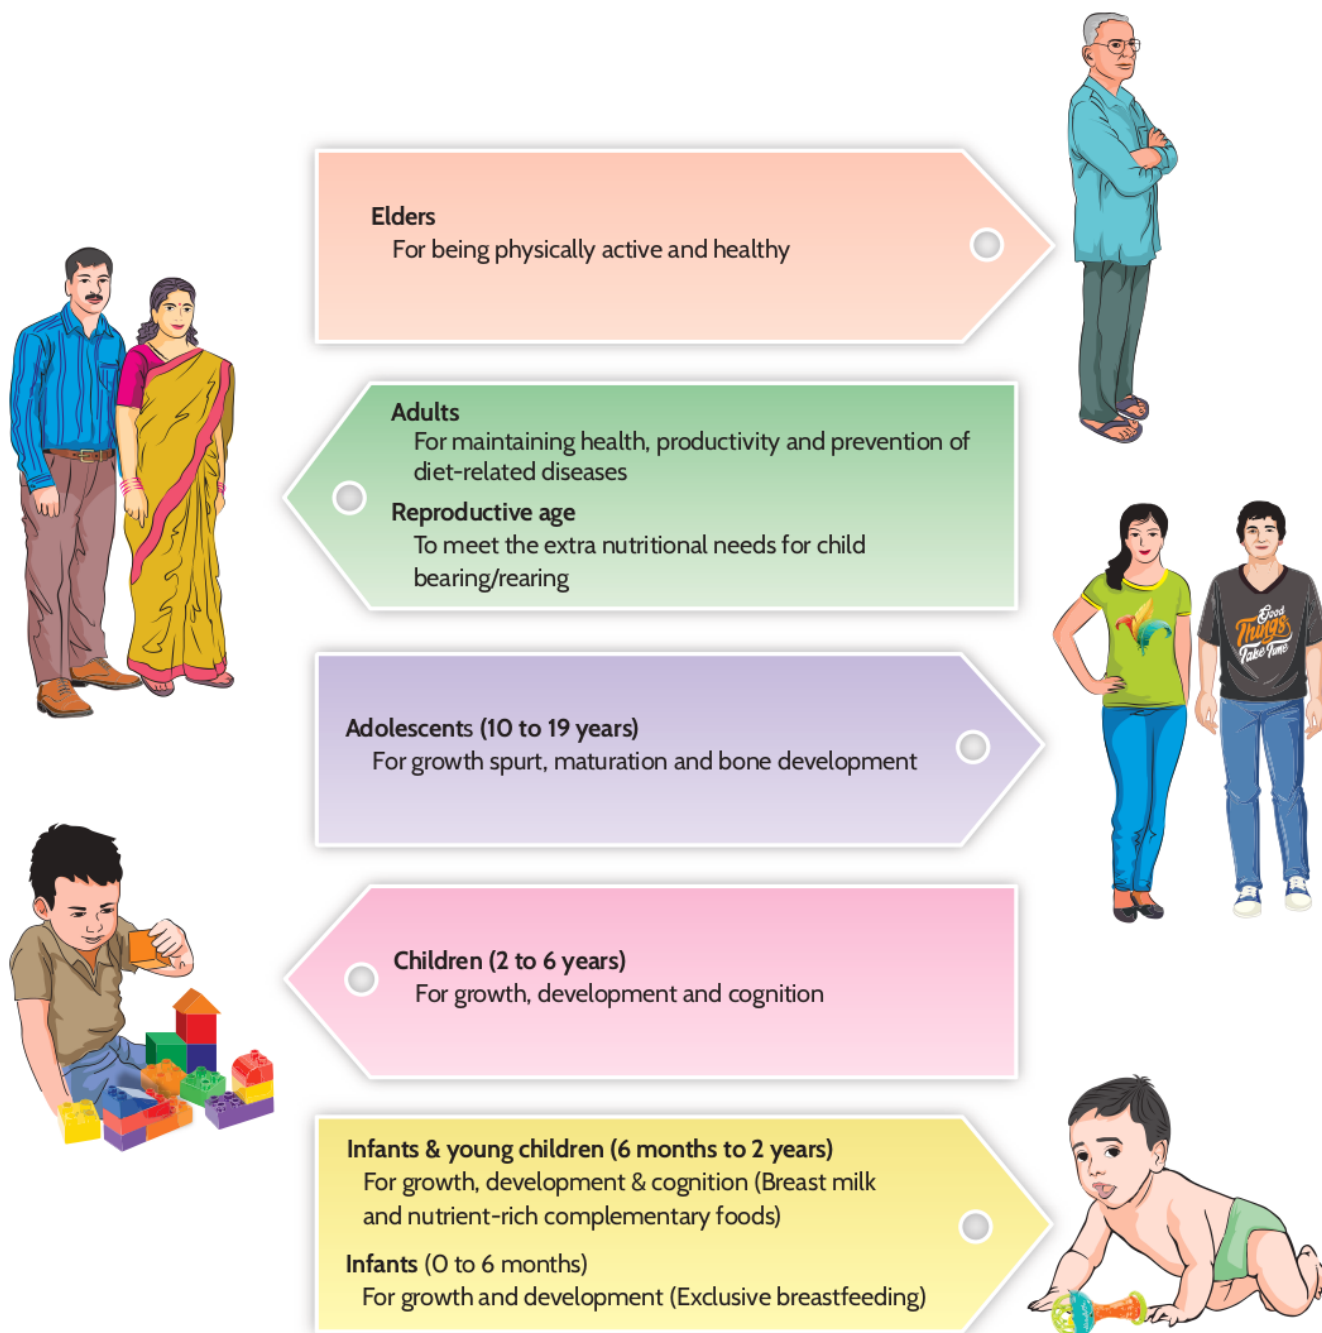 Elders
For being physically active and healthy
Adults
For maintaining health, productivity and prevention of
diet-related diseases
Reproductive age
To meet the extra nutritional needs for child
bearing/rearing
Good
Things
Take Time
Adolescents (10 to 19 years)
For growth spurt, maturation and bone development
Children (2 to 6 years)
For growth, development and cognition
Infants & young children (6 months to 2 years)
For growth, development & cognition (Breast milk
and nutrient-rich complementary foods)
Infants (0 to 6 months)
For growth and development (Exclusive breastfeeding)